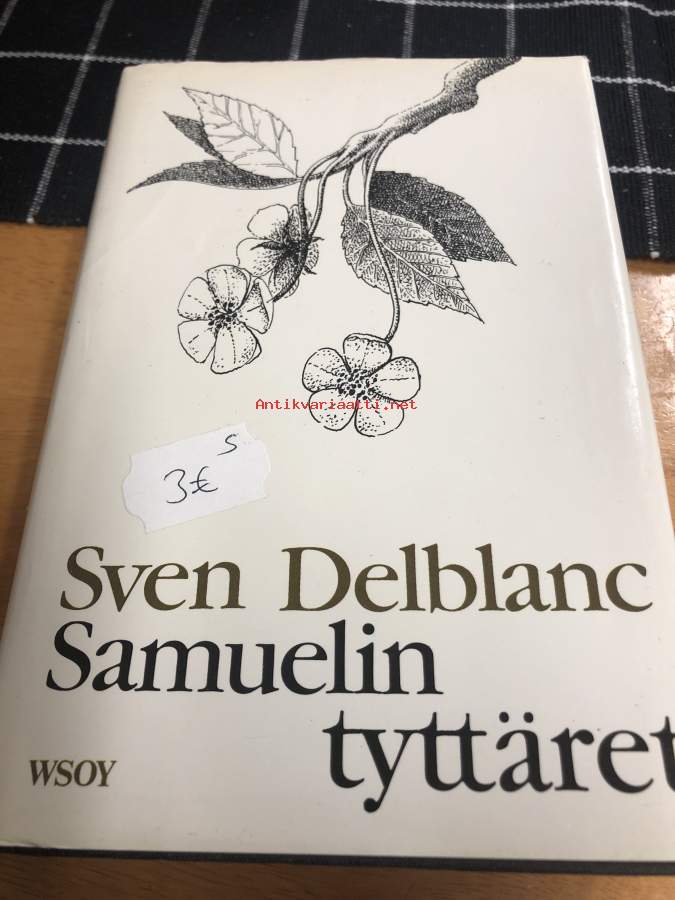 Antikvariaatti.net
S
3€
Sven Delblanc
Samuelin
tyttäret
WSOY